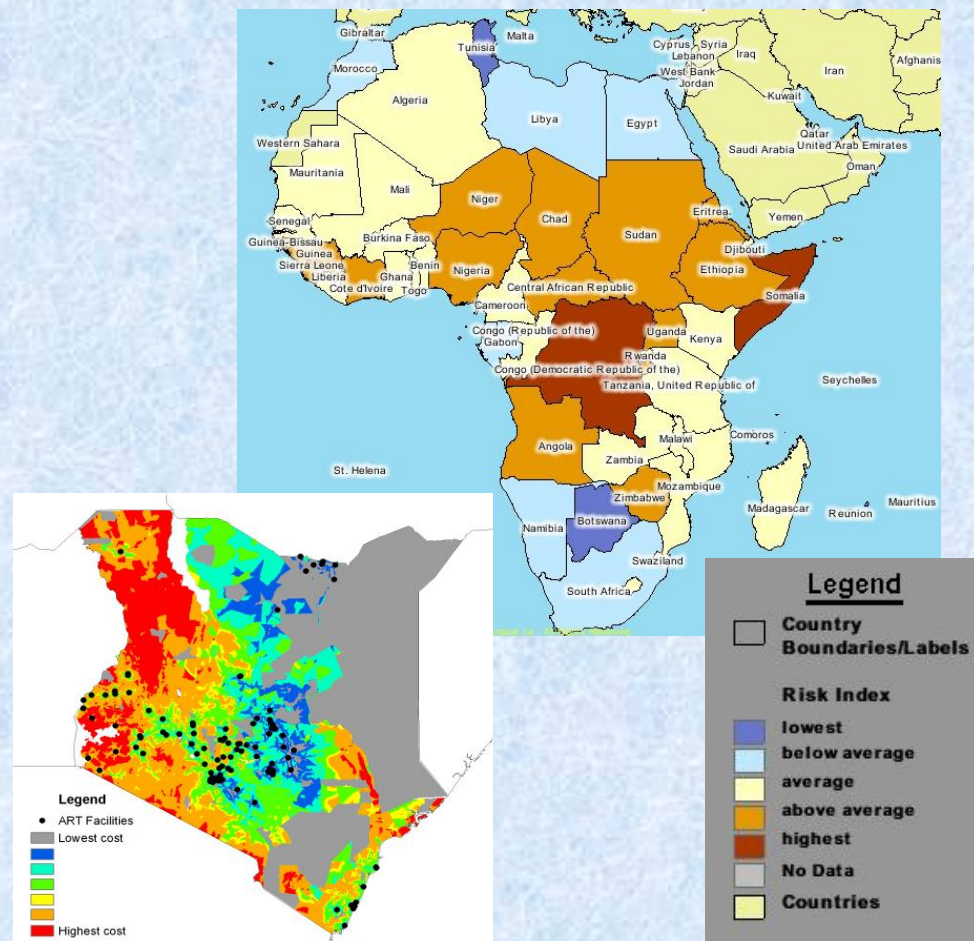 Gibraltar
Malta
Tunisia
Cyprus
Syria
Lebanon
Iraq
Iran
Afghanis
Morocco
West Bank
Jordan
Kuwait
Algeria
Libya
Egypt
Western Sahara
Qatar
United Arab Emirates
Saudi Arabia
Oman
Mauritania
Mali
Niger
Chad
Sudan
Eritrea
Yemen
Senegal
Guinea-Bissau
Guinea
Burkina Faso
Djibouti
Sierra Leone
Liberia
Ghana
Benin
Nigeria
Ethiopia
Cote d'Ivoire
Togo
Central African Republic
Somalia
Cameroon
Congo (Republic of the)
Gabon
Uganda
Kenya
Rwanda
Congo (Democratic Republic of the)
Tanzania, United Republic of
Seychelles
Angola
Malawi
Comoros
Zambia
St. Helena
Mozambique
Zimbabwe
Namibia
Botswana
Madagascar
Reunion
Mauritius
Swaziland
South Africa
Legend
Country
Boundaries/Labels
Risk Index
lowest
below average
average
above average
highest
No Data
Countries
Legend
ART Facilities
Lowest cost
Highest cost